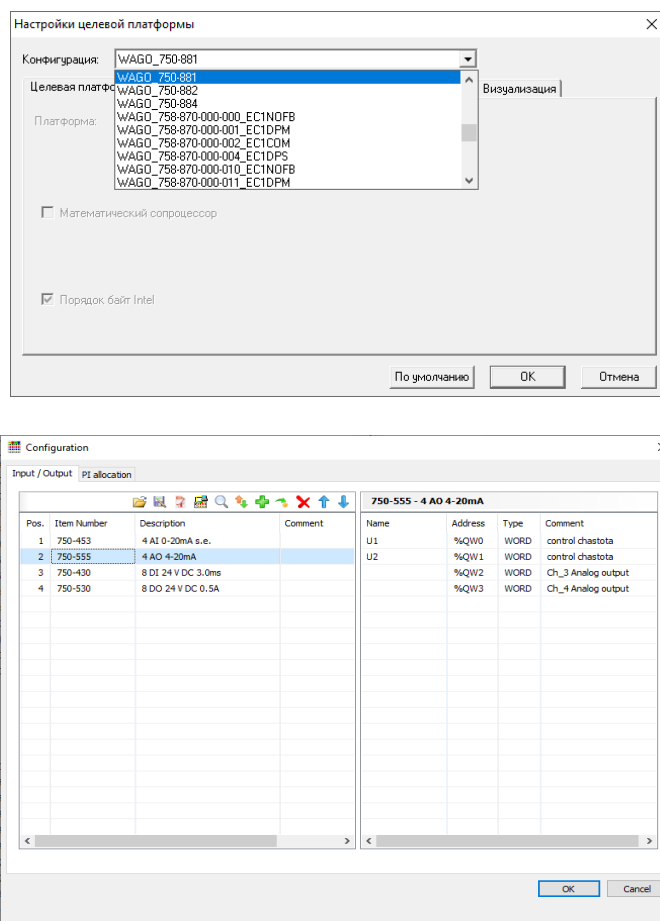 Настройки целевой платформы
Конфигурация: WAGO_750-881
WAGO_750-881
WAGO_750-882
WAGO_750-884
WAGO_758-870-000-000_EC1NOFB
WAGO_758-870-000-001_EC1DPM
WAGO_758-870-000-002_EC1COM
WAGO_758-870-000-004_EC1DPS
WAGO_758-870-000-010_EC1NOFB
WAGO_758-870-000-011_EC1DPM
Целевая платфо
Визуализация
Платформа:
Математический сопроцессор
Порядок байт Intel
По умолчанию OK Отмена
Configuration
Input / Output PI allocation
750-555 - 4 AO 4-20mA
Pos. Item Number Description Comment Name Address Type Comment
1 750-453 4 AI 0-20mA s.e. U1 %QW0 WORD control chastota
2 750-555 4 AO 4-20mA U2 %QW1 WORD control chastota
3 750-430 8 DI 24 V DC 3.0ms %QW2 WORD Ch_3 Analog output
4 750-530 8 DO 24 V DC 0.5A %QW3 WORD Ch_4 Analog output
OK Cancel